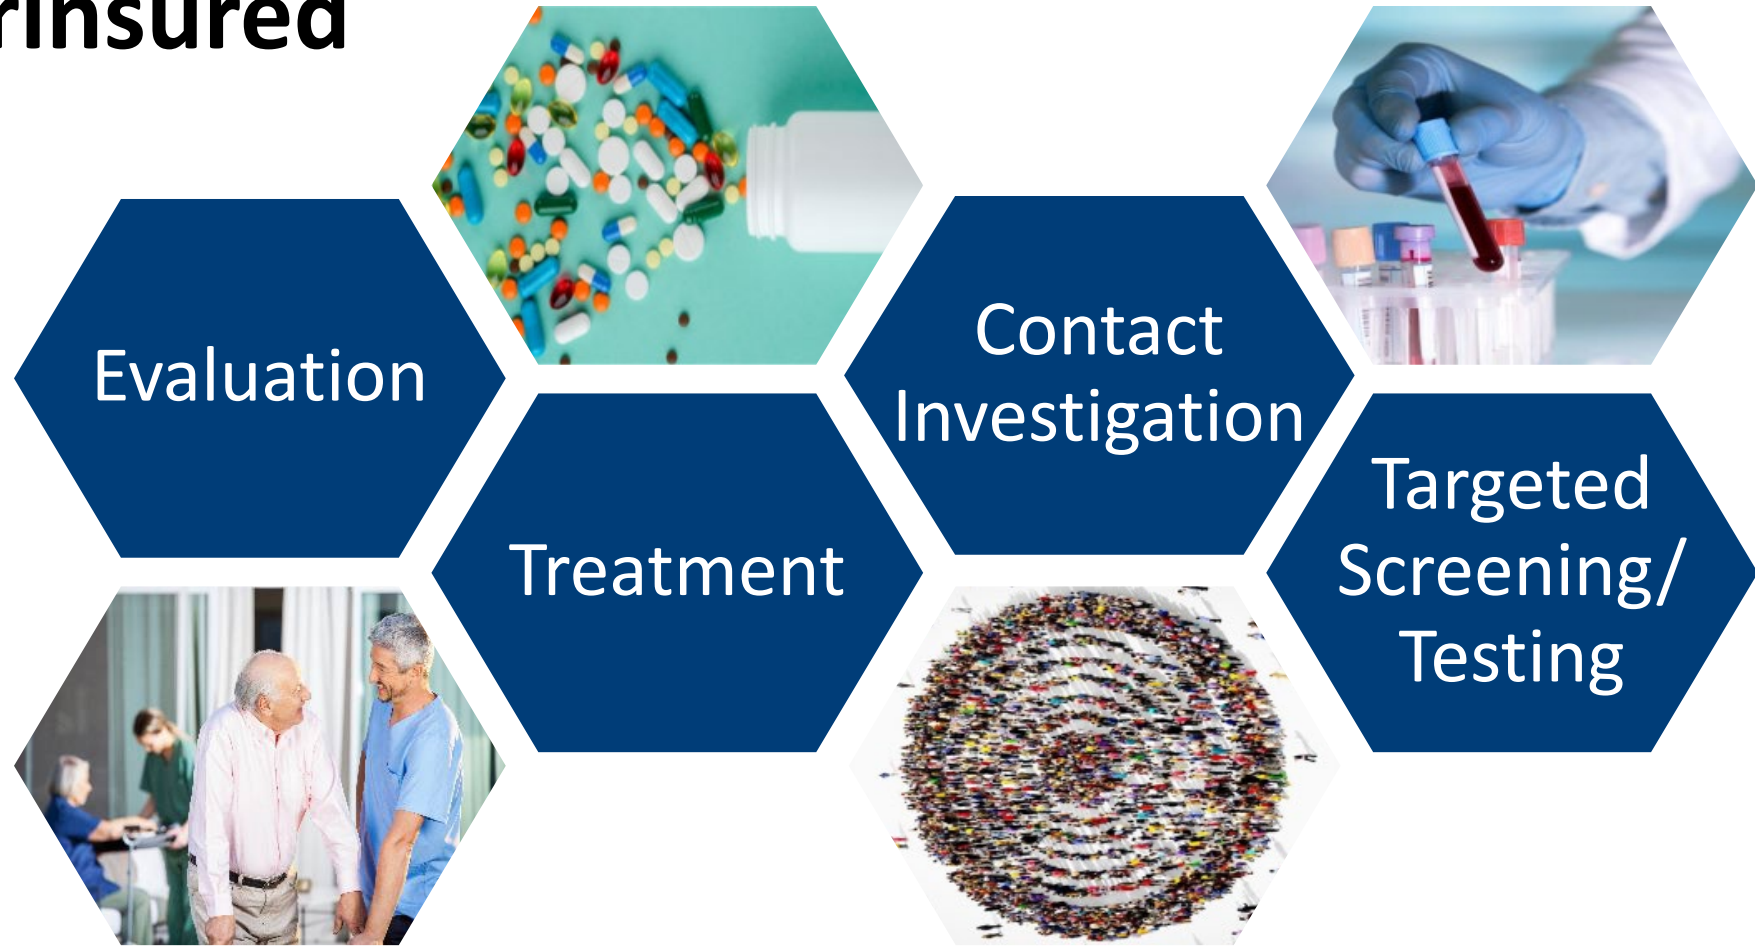 rinsured
Evaluation
Treatment
Contact
Investigation
Targeted
Screening/
Testing